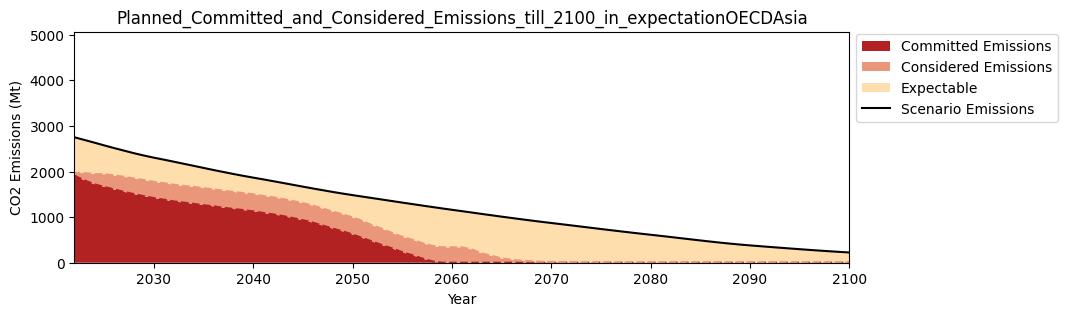 Planned_Committed_and_Considered_Emissions_till_2100_in_expectationOECDAsia
5000
4000
3000
2000
1000
0
CO2 Emissions (Mt)
2030 2040 2050 2060 2070 2080 2090 2100
Year
Committed Emissions
Considered Emissions
Expectable
Scenario Emissions